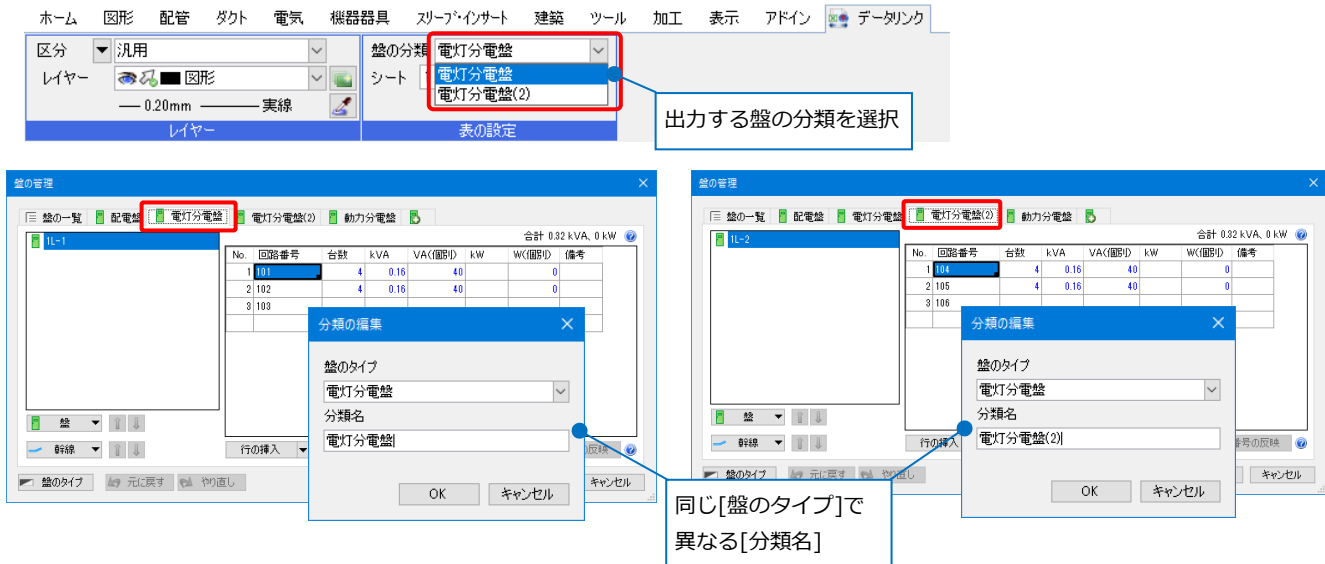 ホーム 図形 配管 ダクト 電気 機器器具 スリーブ・インサート 建築 ツール 加工 表示 アドイン データリンク
区分 汎用
盤の分類 電灯分電盤
レイヤー 図形
シート
電灯分電盤
電灯分電盤(2)
0.20mm 実線
レイヤー
表の設定
出力する盤の分類を選択
盤の管理
盤の一覧 配電盤 電灯分電盤 電灯分電盤(2) 動力分電盤
1L-1
合計 0.32 kVA、0 kW
No. 回路番号 台数 kVA VA(個別) kW W(個別) 備考
1 101 4 0.16 40 0
2 102 4 0.16 40 0
3 103
分類の編集
盤のタイプ
電灯分電盤
分類名
電灯分電盤
盤
幹線
行の挿入
の反映
盤のタイプ 元に戻す やり直し
キャンセル
OK キャンセル
盤の管理
盤の一覧 配電盤 電灯分電盤 電灯分電盤(2) 動力分電盤
1L-2
合計 0.32 kVA、0 kW
No. 回路番号 台数 kVA VA(個別) kW W(個別) 備考
1 104 4 0.16 40 0
2 105 4 0.16 40 0
3 106
分類の編集
盤のタイプ
電灯分電盤
分類名
電灯分電盤(2)
盤
幹線
行の挿入
番号の反映
盤のタイプ 元に戻す やり直し
キャンセル
OK キャンセル
同じ[盤のタイプ]で
異なる[分類名]